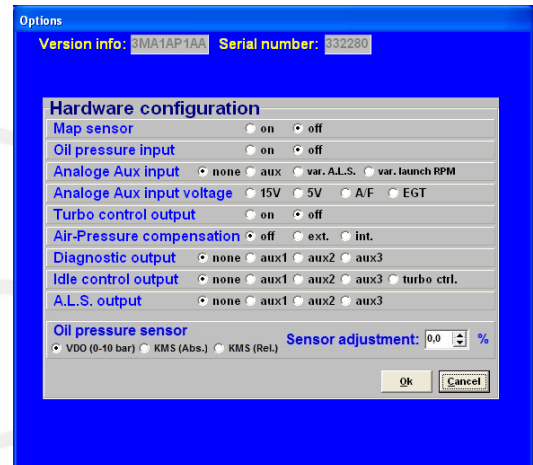 Options
Version info: 3MA1AP1AA Serial number: 332280
Hardware configuration
Map sensor on off
Oil pressure input on off
Analoge Aux input none aux var. A.L.S. var. launch RPM
Analoge Aux input voltage 15V 5V A/F EGT
Turbo control output on off
Air-Pressure compensation off ext. int.
Diagnostic output none aux1 aux2 aux3
Idle control output none aux1 aux2 aux3 turbo ctrl.
A.L.S. output none aux1 aux2 aux3
Oil pressure sensor
Sensor adjustment: 0,0 %
VDO (0-10 bar) KMS (Abs.) KMS (Rel.)
Ok Cancel